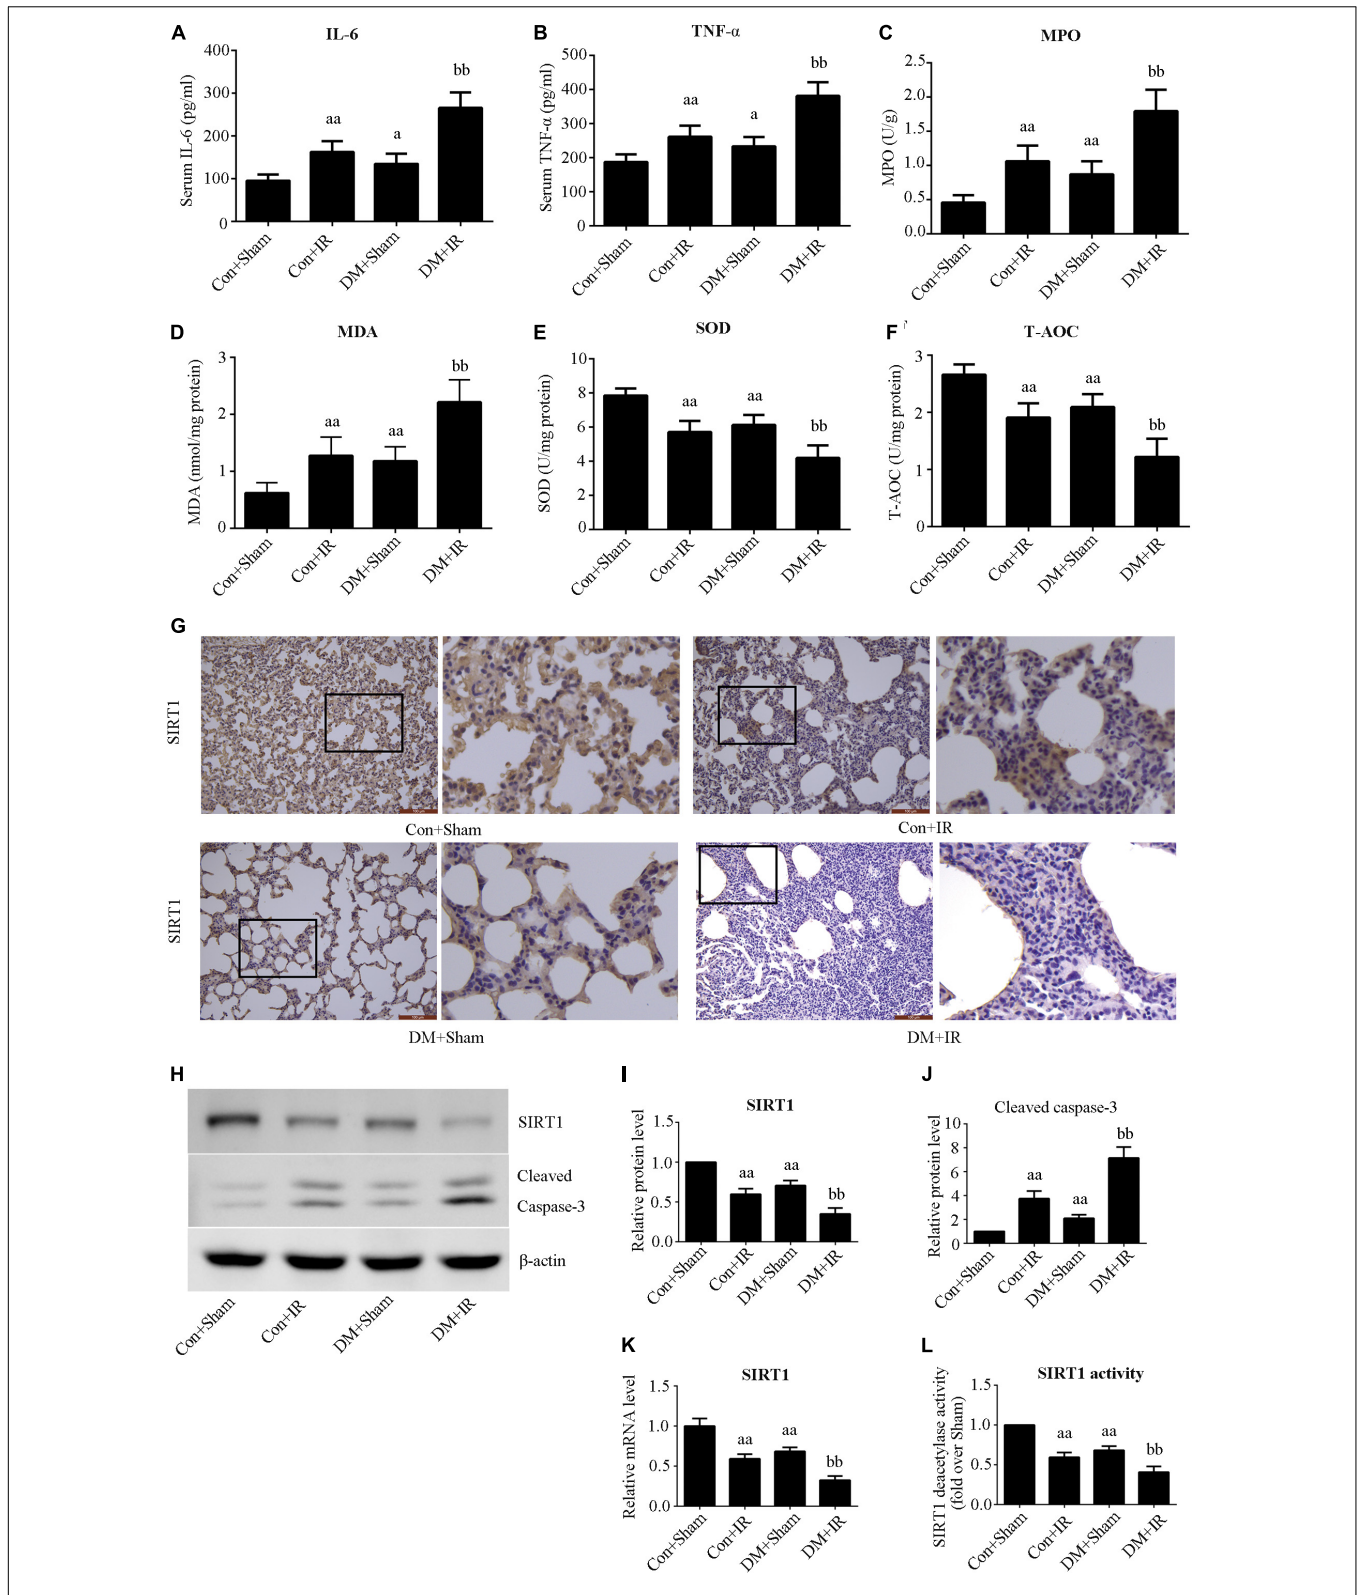 A
IL-6
Serum IL-6 (pg/ml)
400
300
200
100
0
aa
a
bb
Con+Sham
Con+IR
DM+Sham
DM+IR
B
TNF-α
Serum TNF-α (pg/ml)
500
400
300
200
100
0
aa
a
bb
Con+Sham
Con+IR
DM+Sham
DM+IR
C
MPO
MPO (U/g)
2.5
2.0
1.5
1.0
0.5
0.0
aa
aa
bb
Con+Sham
Con+IR
DM+Sham
DM+IR
D
MDA
MDA (nmol/mg protein)
3
2
1
0
aa
aa
bb
Con+Sham
Con+IR
DM+Sham
DM+IR
E
SOD
SOD (U/mg protein)
10
8
6
4
2
0
aa
aa
bb
Con+Sham
Con+IR
DM+Sham
DM+IR
F
T-AOC
T-AOC (U/mg protein)
3
2
1
0
aa
aa
bb
Con+Sham
Con+IR
DM+Sham
DM+IR
G
SIRT1
Con+Sham
Con+IR
SIRT1
DM+Sham
DM+IR
H
SIRT1
Cleaved
Caspase-3
β-actin
Con+Sham
Con+IR
DM+Sham
DM+IR
I
SIRT1
Relative protein level
1.5
1.0
0.5
0.0
aa
aa
bb
Con+Sham
Con+IR
DM+Sham
DM+IR
J
Cleaved caspase-3
Relative protein level
10
8
6
4
2
0
aa
aa
bb
Con+Sham
Con+IR
DM+Sham
DM+IR
K
SIRT1
Relative mRNA level
1.5
1.0
0.5
0.0
aa
aa
bb
Con+Sham
Con+IR
DM+Sham
DM+IR
L
SIRT1 activity
SIRT1 deacetylase activity
(fold over Sham)
1.5
1.0
0.5
0.0
aa
aa
bb
Con+Sham
Con+IR
DM+Sham
DM+IR